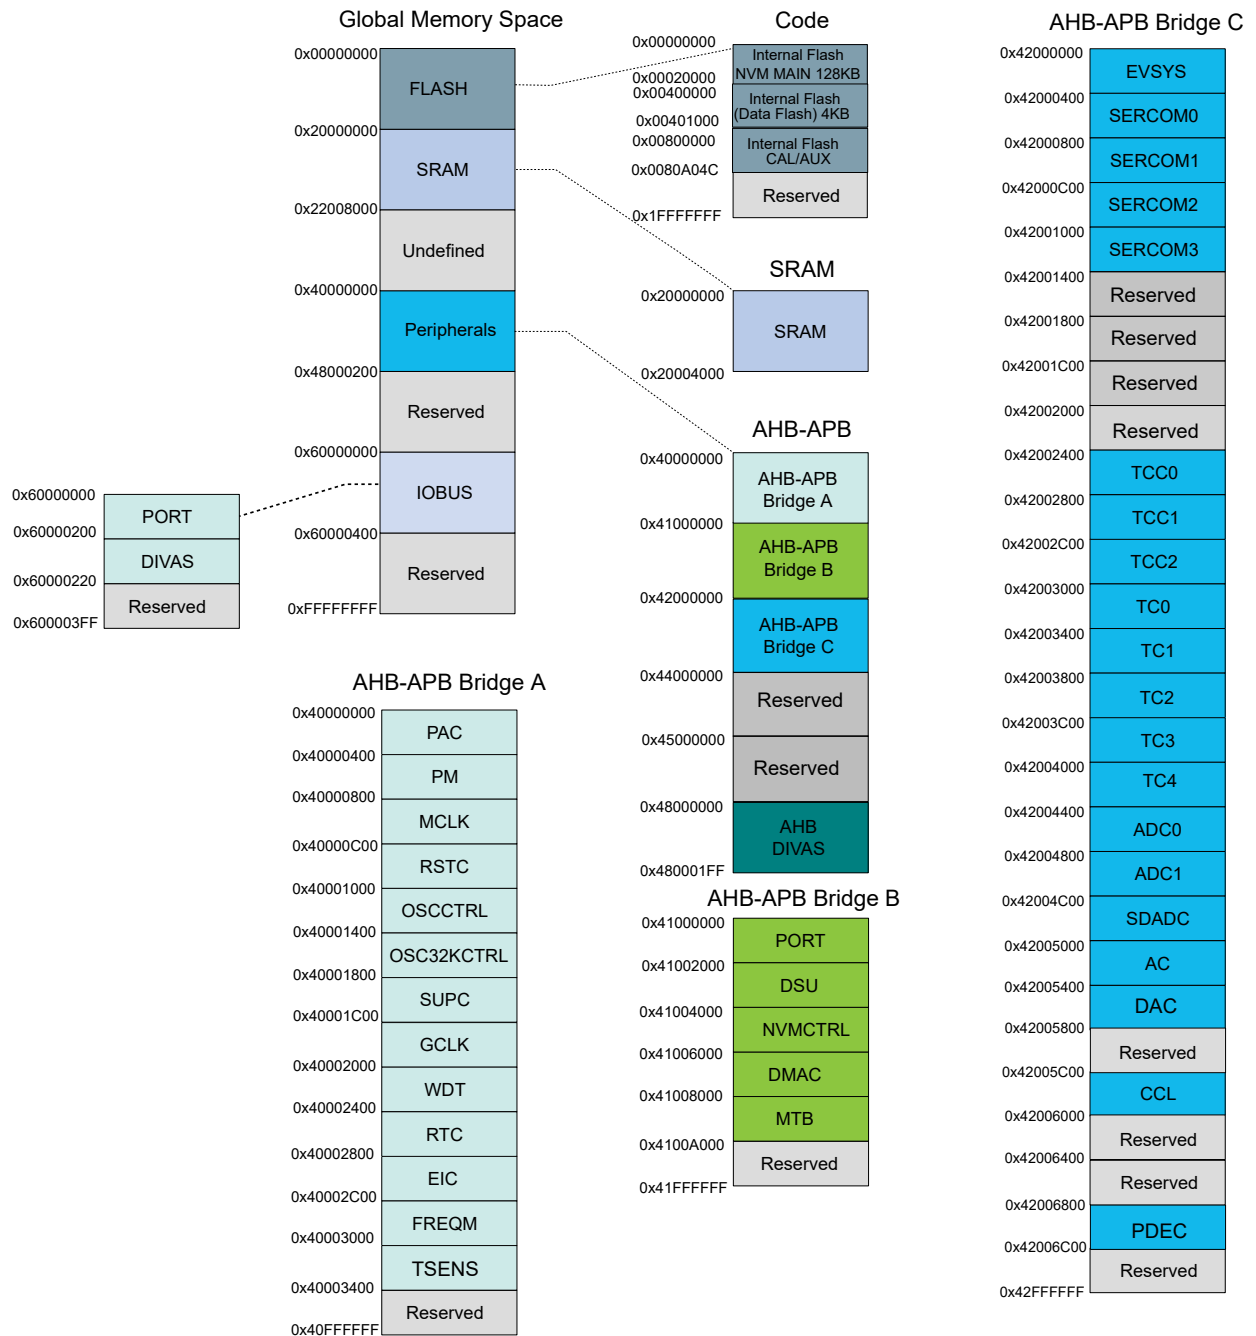 Global Memory Space
0x00000000
FLASH
0x20000000
SRAM
0x22008000
Undefined
0x40000000
Peripherals
0x48000200
Reserved
0x60000000
IOBUS
0x60000400
Reserved
0xFFFFFFFF
0x60000000
PORT
0x60000200
DIVAS
0x60000220
Reserved
0x600003FF
Code
0x00000000
Internal Flash
NVM MAIN 128KB
0x00020000
0x00400000
Internal Flash
(Data Flash) 4KB
0x00401000
0x00800000
Internal Flash
CAL/AUX
0x0080A04C
Reserved
0x1FFFFFFF
SRAM
0x20000000
SRAM
0x20004000
AHB-APB
0x40000000
AHB-APB
Bridge A
0x41000000
AHB-APB
Bridge B
0x42000000
AHB-APB
Bridge C
0x44000000
Reserved
0x45000000
Reserved
0x48000000
AHB
DIVAS
0x480001FF
AHB-APB Bridge A
0x40000000
PAC
0x40000400
PM
0x40000800
MCLK
0x40000C00
RSTC
0x40001000
OSCCTRL
0x40001400
OSC32KCTRL
0x40001800
SUPC
0x40001C00
GCLK
0x40002000
WDT
0x40002400
RTC
0x40002800
EIC
0x40002C00
FREQM
0x40003000
TSENS
0x40003400
Reserved
0x40FFFFFF
AHB-APB Bridge B
0x41000000
PORT
0x41002000
DSU
0x41004000
NVMCTRL
0x41006000
DMAC
0x41008000
MTB
0x4100A000
Reserved
0x41FFFFFF
AHB-APB Bridge C
0x42000000
EVSYS
0x42000400
SERCOM0
0x42000800
SERCOM1
0x42000C00
SERCOM2
0x42001000
SERCOM3
0x42001400
Reserved
0x42001800
Reserved
0x42001C00
Reserved
0x42002000
Reserved
0x42002400
TCC0
0x42002800
TCC1
0x42002C00
TCC2
0x42003000
TC0
0x42003400
TC1
0x42003800
TC2
0x42003C00
TC3
0x42004000
TC4
0x42004400
ADC0
0x42004800
ADC1
0x42004C00
SDADC
0x42005000
AC
0x42005400
DAC
0x42005800
Reserved
0x42005C00
CCL
0x42006000
Reserved
0x42006400
Reserved
0x42006800
PDEC
0x42006C00
Reserved
0x42FFFFFF